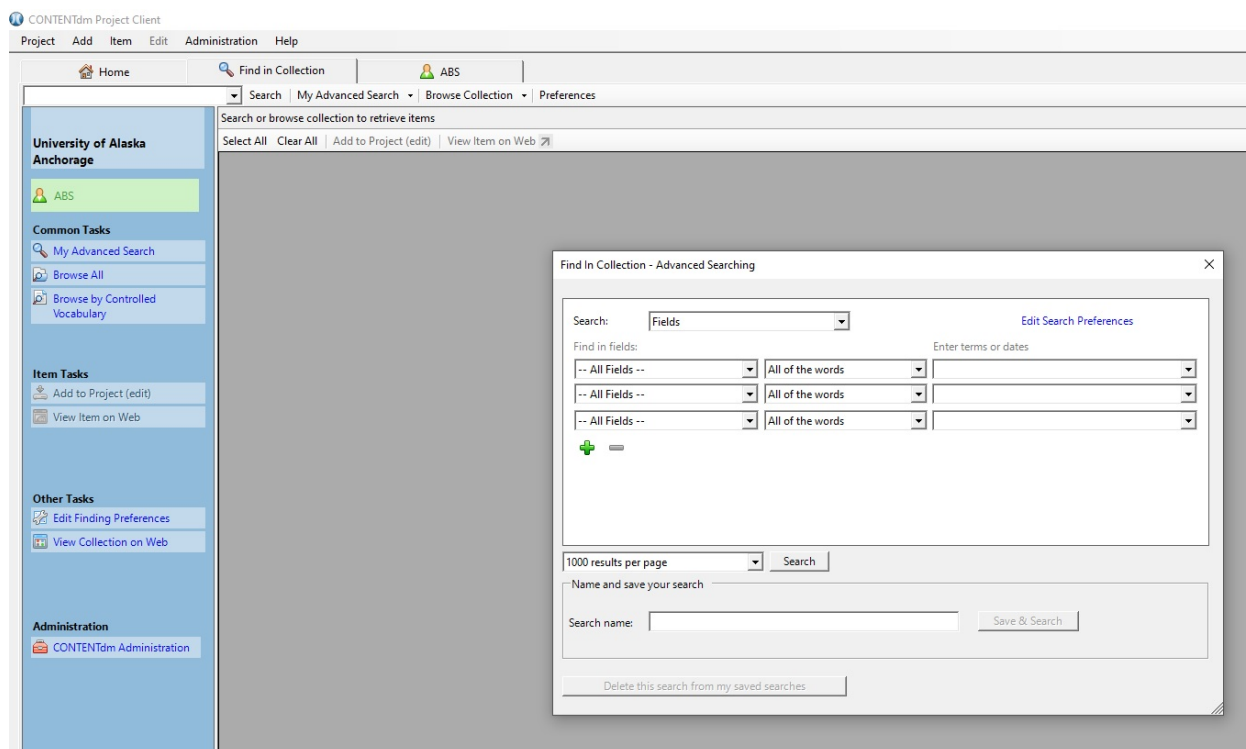 CONTENTdm Project Client
Project Add Item Edit Administration Help
Home Find in Collection ABS
Search My Advanced Search Browse Collection Preferences
Search or browse collection to retrieve items
Select All Clear All Add to Project (edit) View Item on Web
University of Alaska
Anchorage
ABS
Common Tasks
My Advanced Search
Browse All
Browse by Controlled
Vocabulary
Item Tasks
Add to Project (edit)
View Item on Web
Other Tasks
Edit Finding Preferences
View Collection on Web
Administration
CONTENTdm Administration
Find In Collection - Advanced Searching
Search: Fields Edit Search Preferences
Find in fields: Enter terms or dates
-- All Fields -- All of the words
-- All Fields -- All of the words
-- All Fields -- All of the words
1000 results per page Search
Name and save your search
Search name: Save & Search
Delete this search from my saved searches